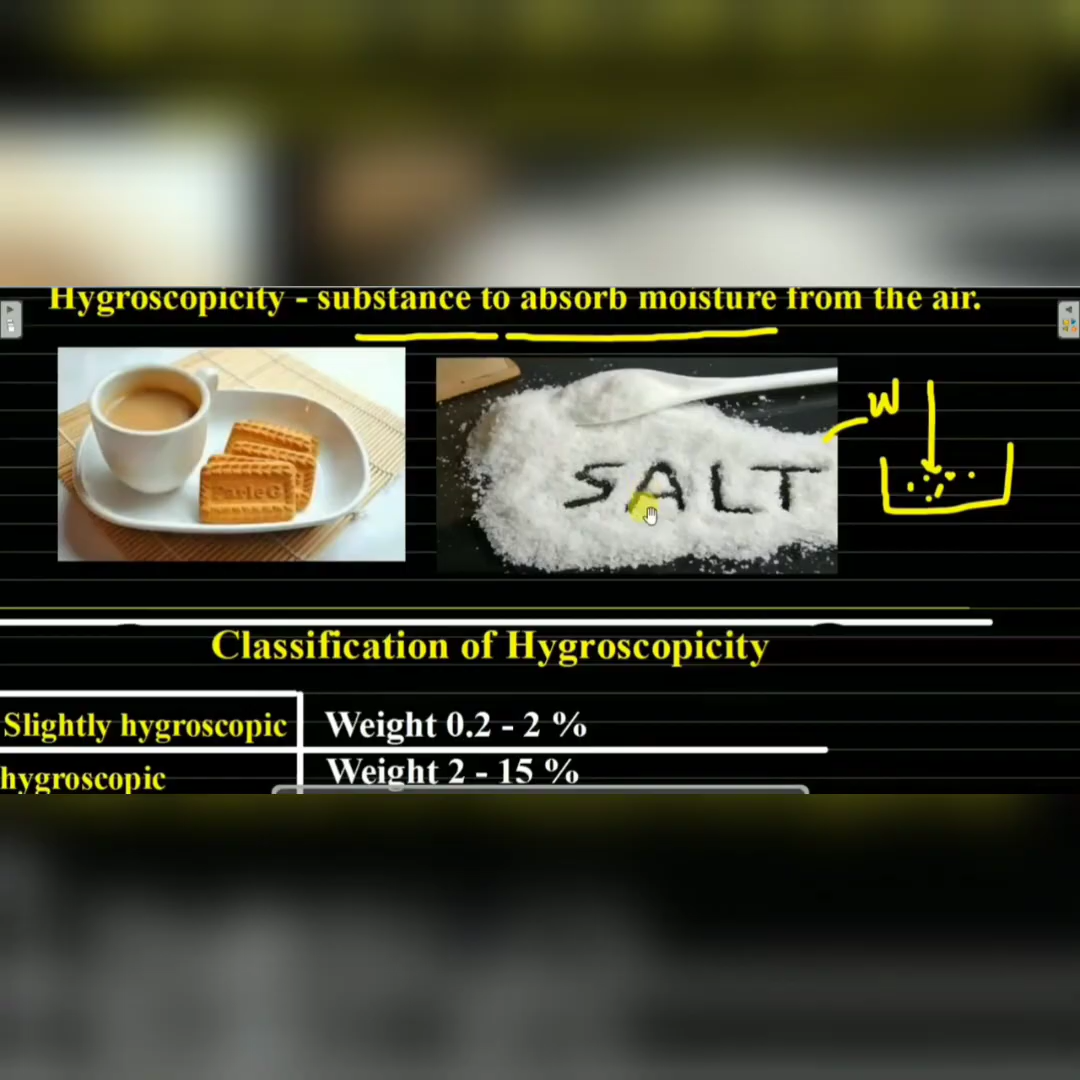 Hygroscopicity - substance to absorb moisture from the air.
ParleG
SALT
W
Classification of Hygroscopicity
Slightly hygroscopic Weight 0.2 - 2 %
hygroscopic Weight 2 - 15 %